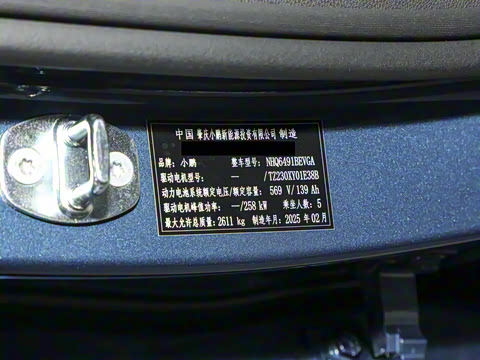 中国 肇庆小鹏新能源投资有限公司 制造
品牌：小鹏 整车型号：NHQ6491BEVGA
驱动电机型号：—/TZ230XY01E38B
动力电池系统额定电压/额定容量：569 V/139 Ah
驱动电机峰值功率：—/258 kW 乘坐人数：5
最大允许总质量：2611 kg 制造年月：2025 年 02 月